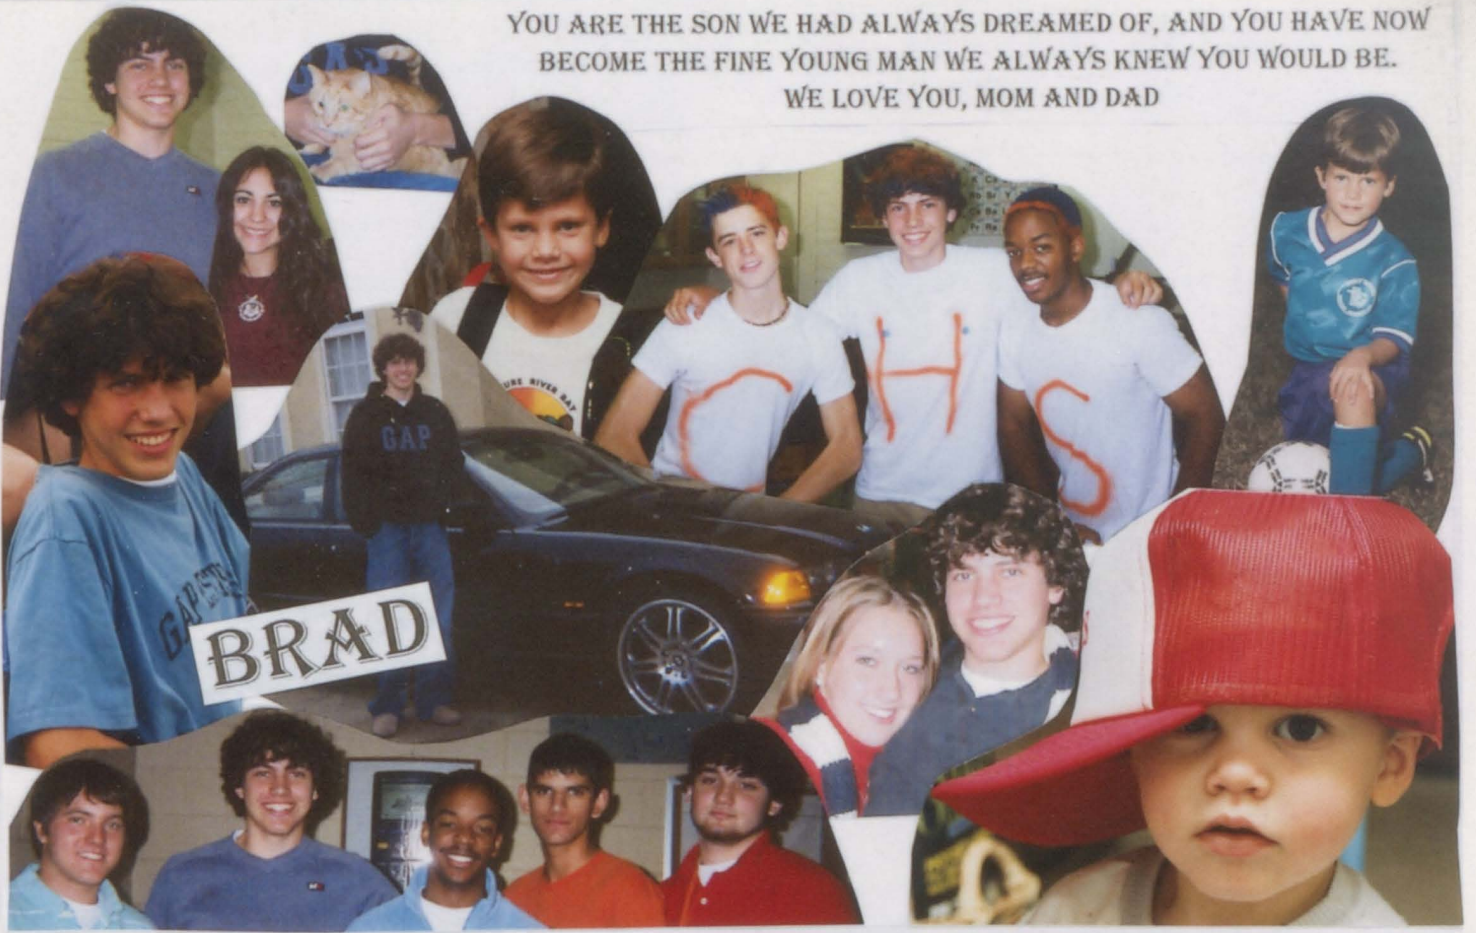 YOU ARE THE SON WE HAD ALWAYS DREAMED OF, AND YOU HAVE NOW
BECOME THE FINE YOUNG MAN WE ALWAYS KNEW YOU WOULD BE.
WE LOVE YOU, MOM AND DAD
C H S
GAP
BRAD